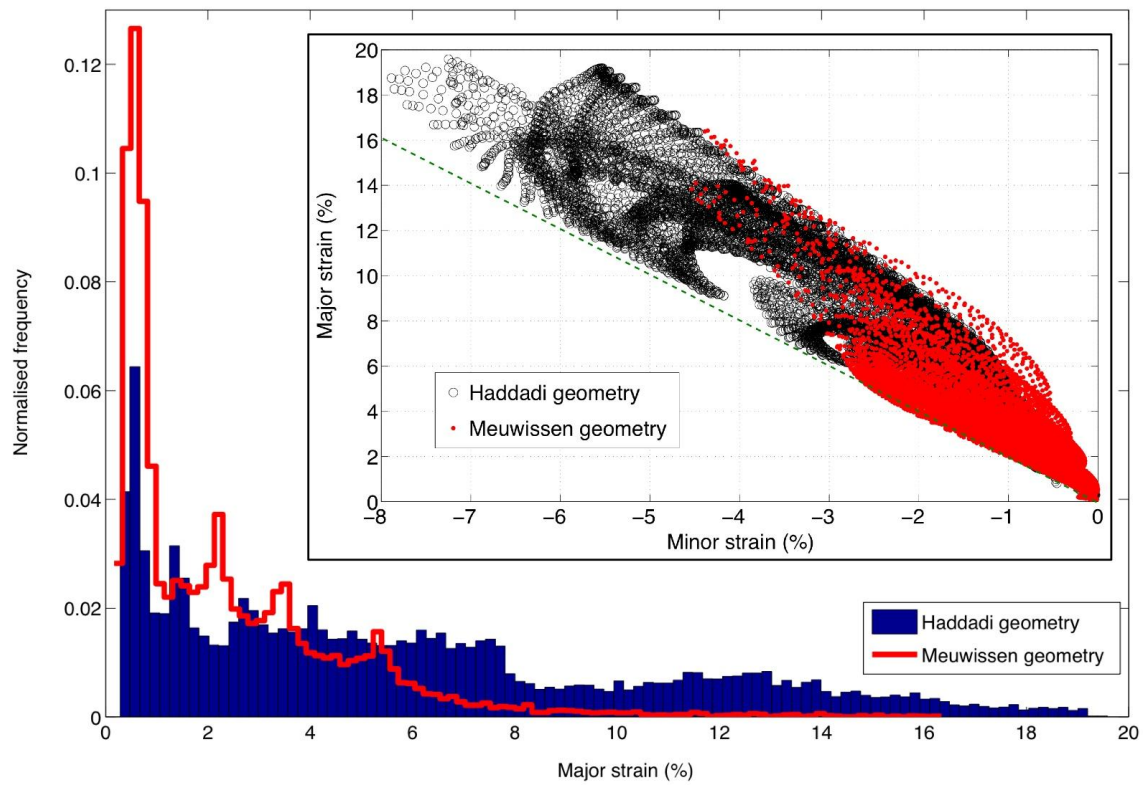 0.12
0.1
0.08
0.06
0.04
0.02
0
Normalised frequency
0 2 4 6 8 10 12 14 16 18 20
Major strain (%)
20
18
16
14
12
10
8
6
4
2
0
Major strain (%)
−8 −7 −6 −5 −4 −3 −2 −1 0
Minor strain (%)
Haddadi geometry
Meuwissen geometry
Haddadi geometry
Meuwissen geometry